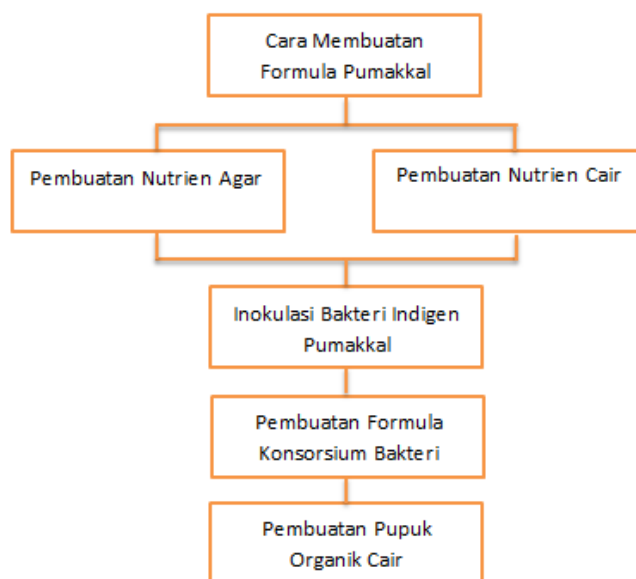 Cara Membuatan
Formula Pumakkal
Pembuatan Nutrien Agar
Pembuatan Nutrien Cair
Inokulasi Bakteri Indigen
Pumakkal
Pembuatan Formula
Konsorsium Bakteri
Pembuatan Pupuk
Organik Cair